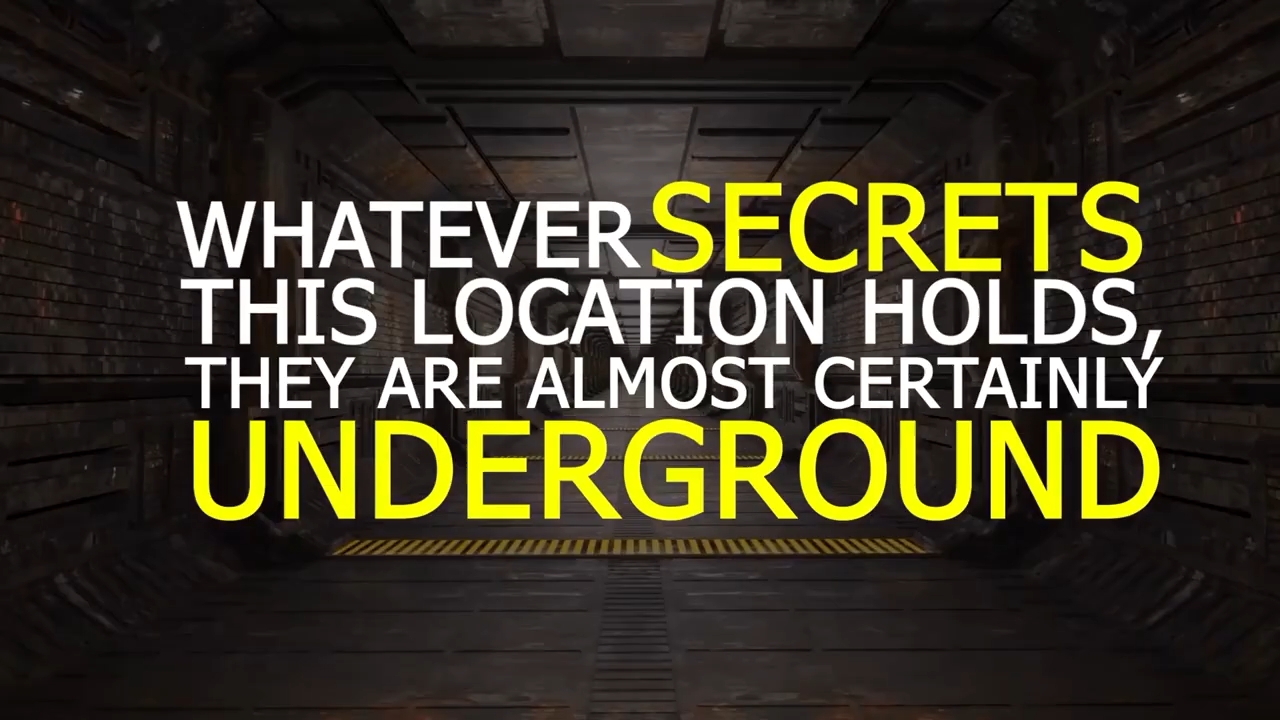 WHATEVER SECRETS
THIS LOCATION HOLDS,
THEY ARE ALMOST CERTAINLY
UNDERGROUND